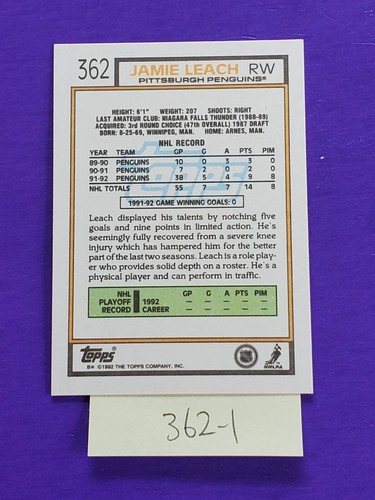 362 JAMIE LEACH RW
PITTSBURGH PENGUINS®
HEIGHT: 6'1" WEIGHT: 207 SHOOTS: RIGHT
LAST AMATEUR CLUB: NIAGARA FALLS THUNDER (1988-89)
ACQUIRED: 3rd ROUND CHOICE (47th OVERALL) 1987 DRAFT
BORN: 8-25-69, WINNIPEG, MAN. HOME: ARNES, MAN.
NHL RECORD
YEAR TEAM GP G A PTS PIM
89-90 PENGUINS 10 0 3 3 0
90-91 PENGUINS 7 2 0 2 0
91-92 PENGUINS 38 5 4 9 8
NHL TOTALS 55 7 7 14 8
1991-92 GAME WINNING GOALS: 0
Leach displayed his talents by notching five
goals and nine points in limited action. He's
seemingly fully recovered from a severe knee
injury which has hampered him for the better
part of the last two seasons. Leach is a role play-
er who provides solid depth on a roster. He's a
physical player and can perform in traffic.
NHL GP G A PTS PIM
PLAYOFF 1992 — — — — —
RECORD CAREER — — — — —
topps®
B* ©1992 THE TOPPS COMPANY, INC.
NHLPA
362-1